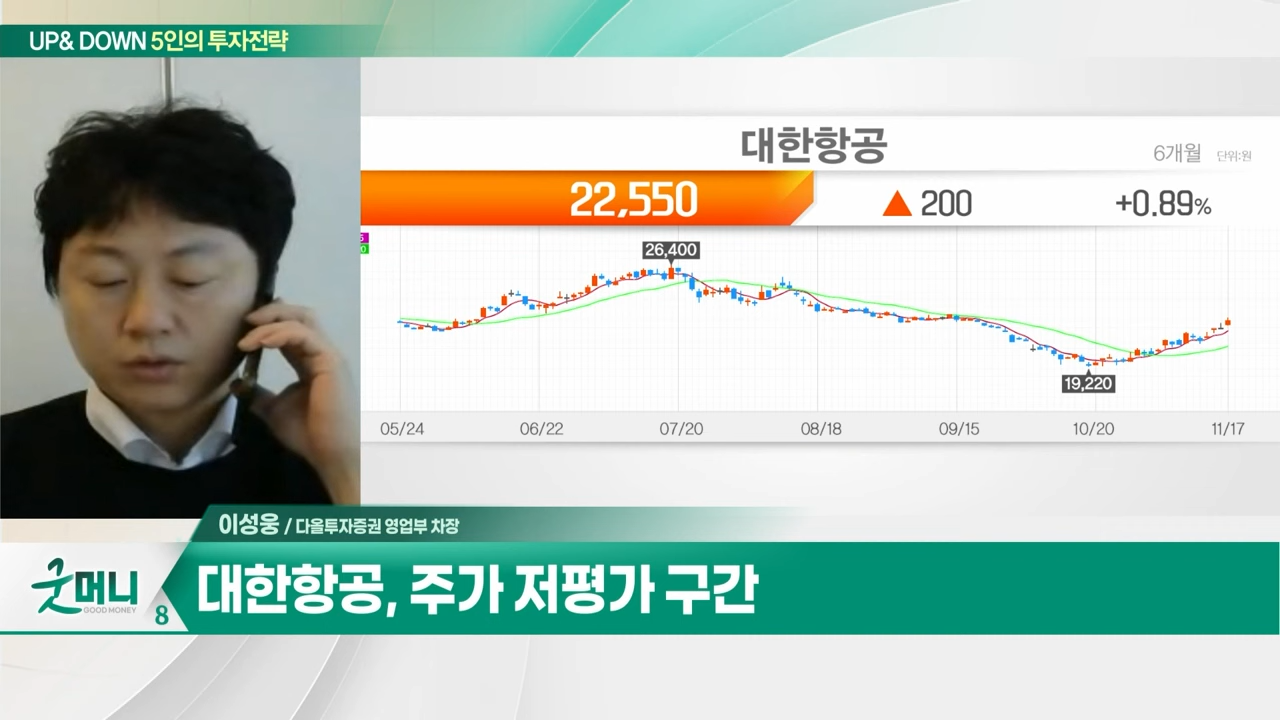 UP& DOWN 5인의 투자전략
대한항공
6개월 단위:원
22,550 ▲ 200 +0.89%
26,400
19,220
05/24 06/22 07/20 08/18 09/15 10/20 11/17
이성웅 / 다올투자증권 영업부 차장
굿머니
GOOD MONEY
8
대한항공, 주가 저평가 구간